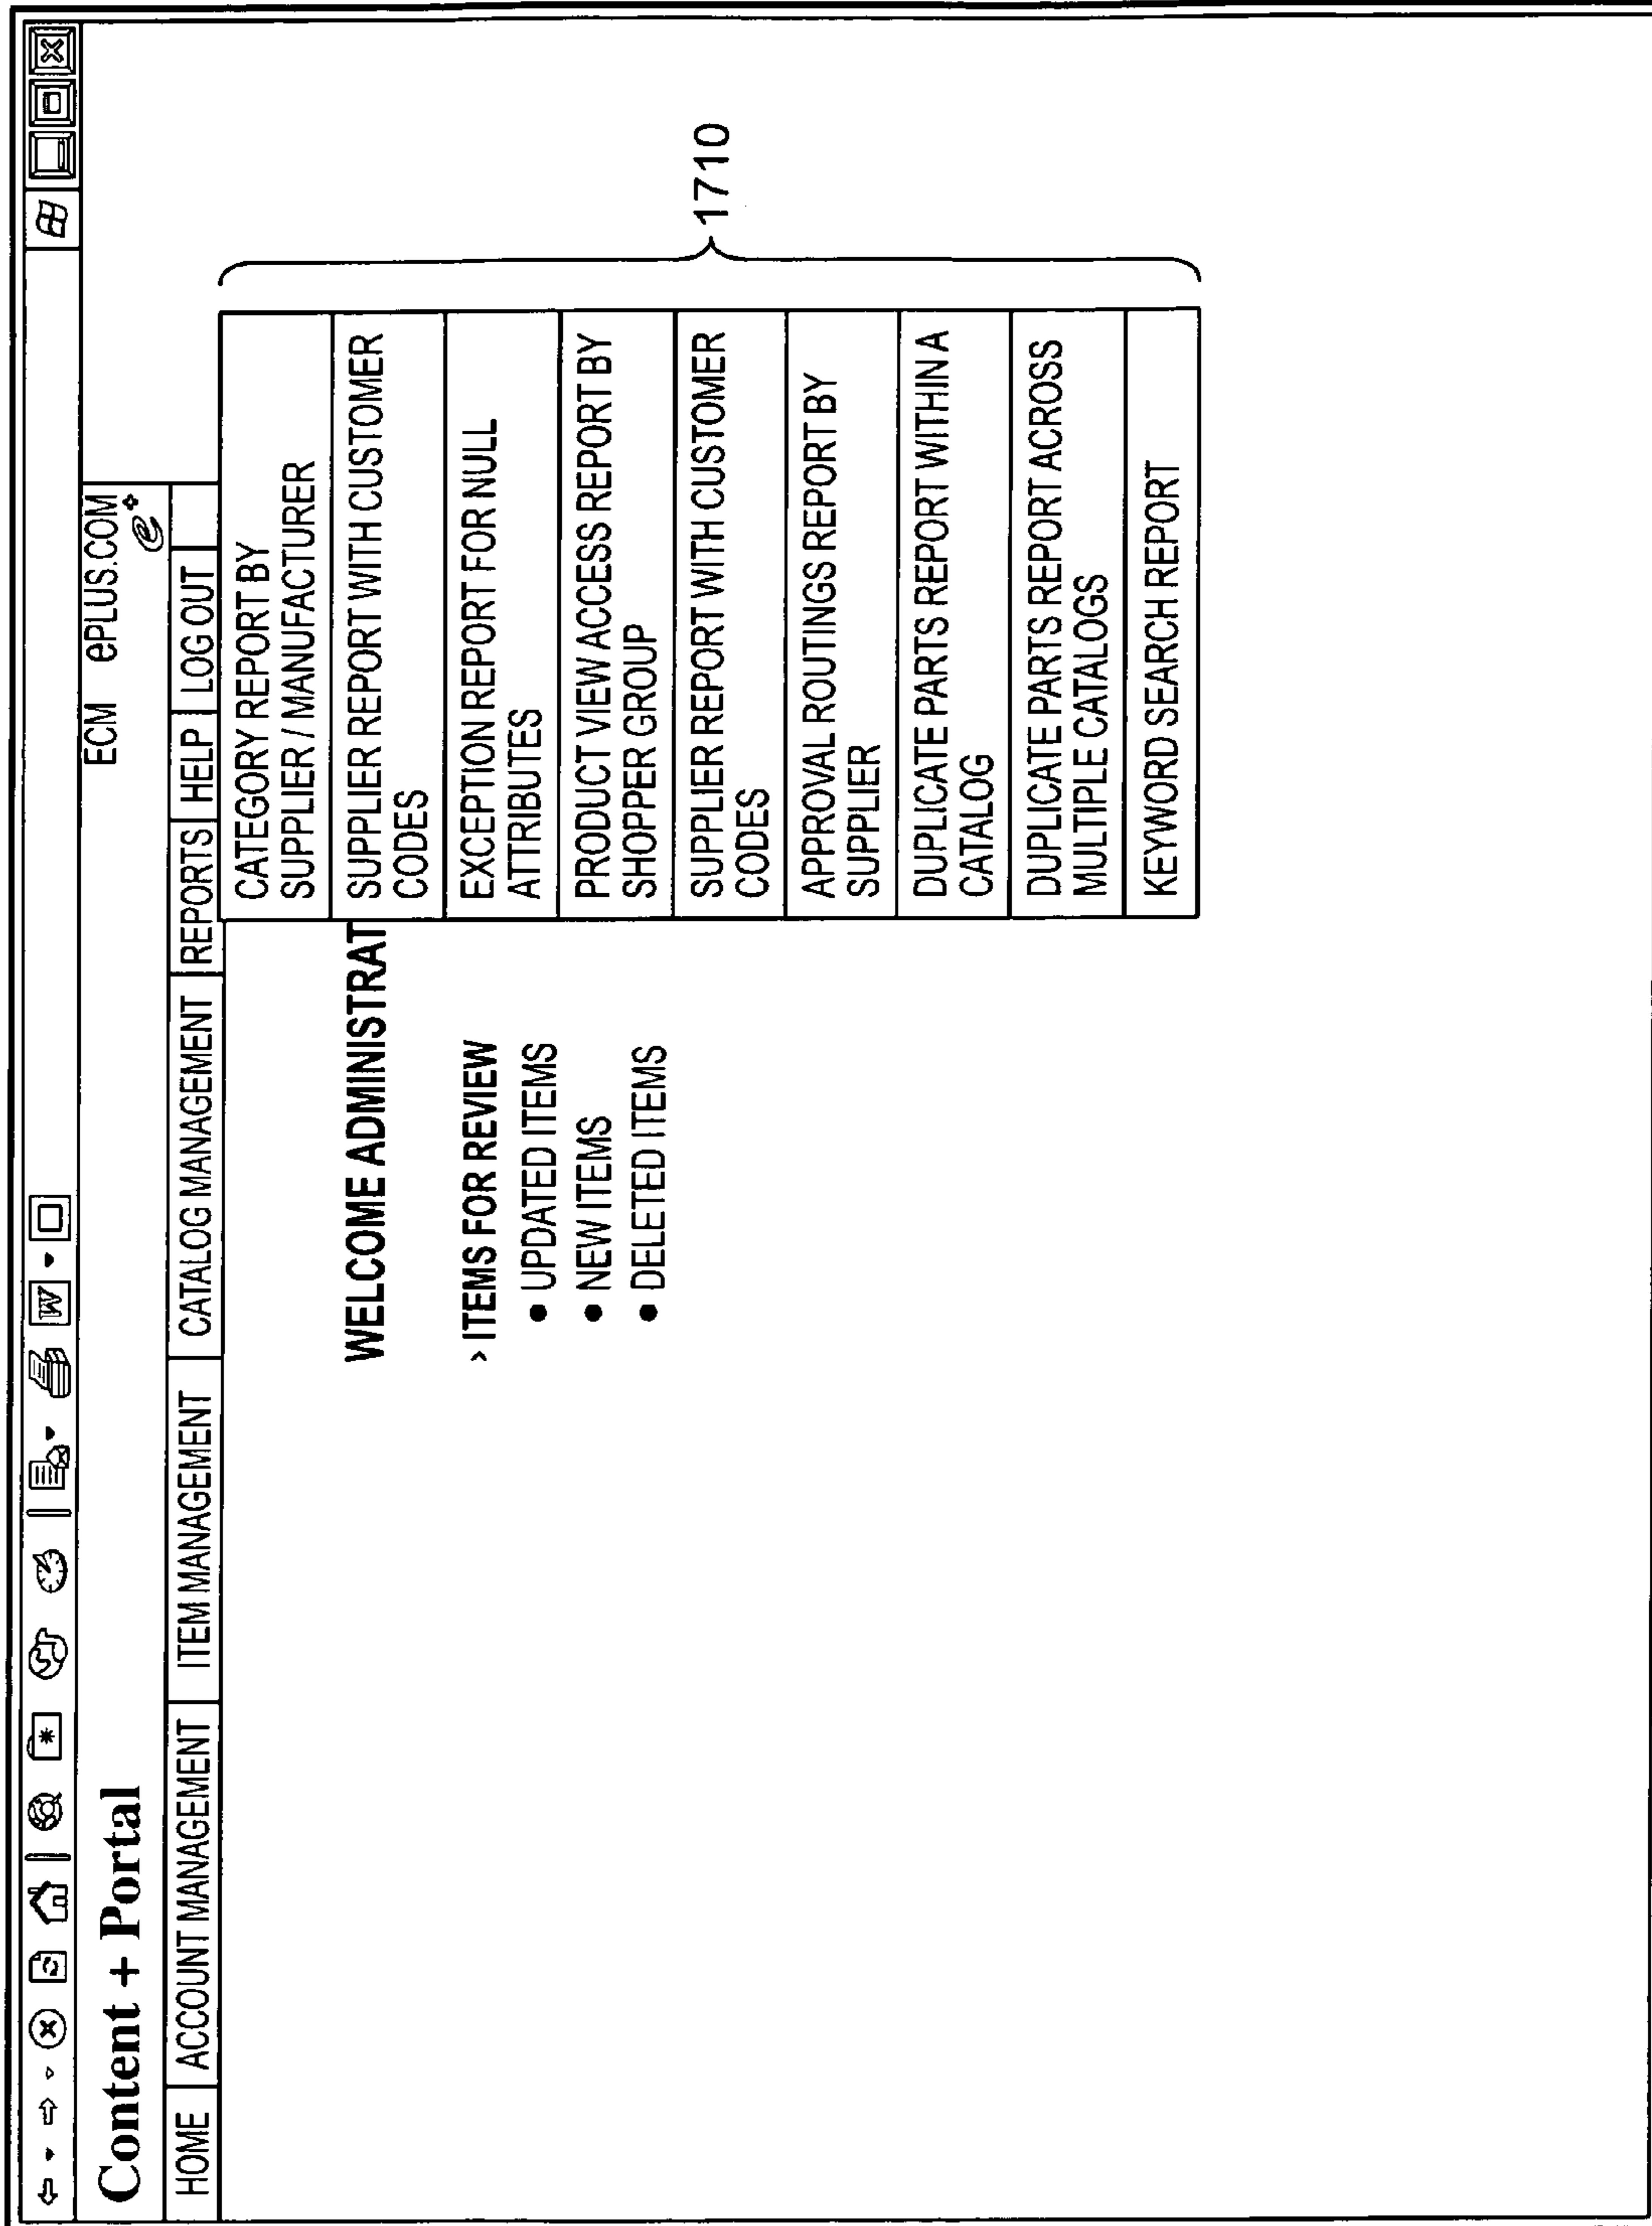 ECM ePLUS.COM
e+
Content + Portal
HOME ACCOUNT MANAGEMENT ITEM MANAGEMENT CATALOG MANAGEMENT REPORTS HELP LOG OUT
CATEGORY REPORT BY
SUPPLIER / MANUFACTURER
SUPPLIER REPORT WITH CUSTOMER
CODES
EXCEPTION REPORT FOR NULL
ATTRIBUTES
PRODUCT VIEW ACCESS REPORT BY
SHOPPER GROUP
SUPPLIER REPORT WITH CUSTOMER
CODES
APPROVAL ROUTINGS REPORT BY
SUPPLIER
DUPLICATE PARTS REPORT WITHIN A
CATALOG
DUPLICATE PARTS REPORT ACROSS
MULTIPLE CATALOGS
KEYWORD SEARCH REPORT
1710
WELCOME ADMINISTRAT
› ITEMS FOR REVIEW
• UPDATED ITEMS
• NEW ITEMS
• DELETED ITEMS
W